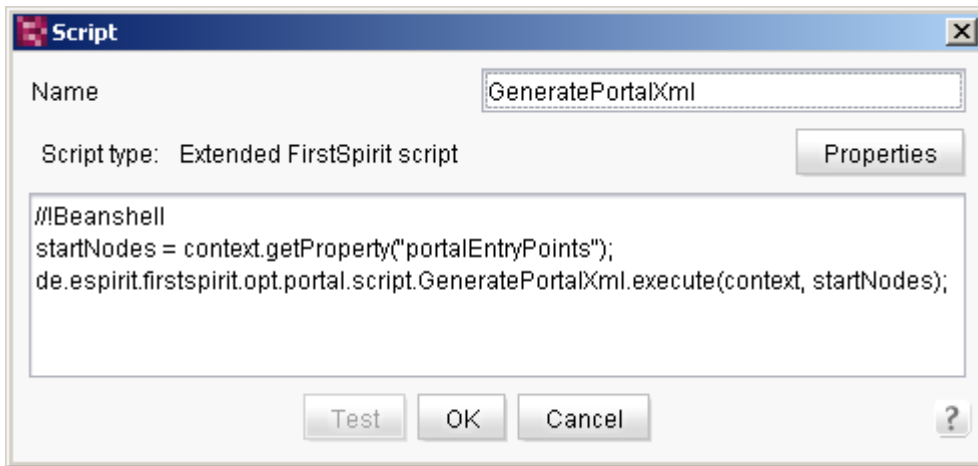 Script
Name GeneratePortalXml
Script type: Extended FirstSpirit script Properties
//!Beanshell
startNodes = context.getProperty("portalEntryPoints");
de.espirit.firstspirit.opt.portal.script.GeneratePortalXml.execute(context, startNodes);
Test OK Cancel ?